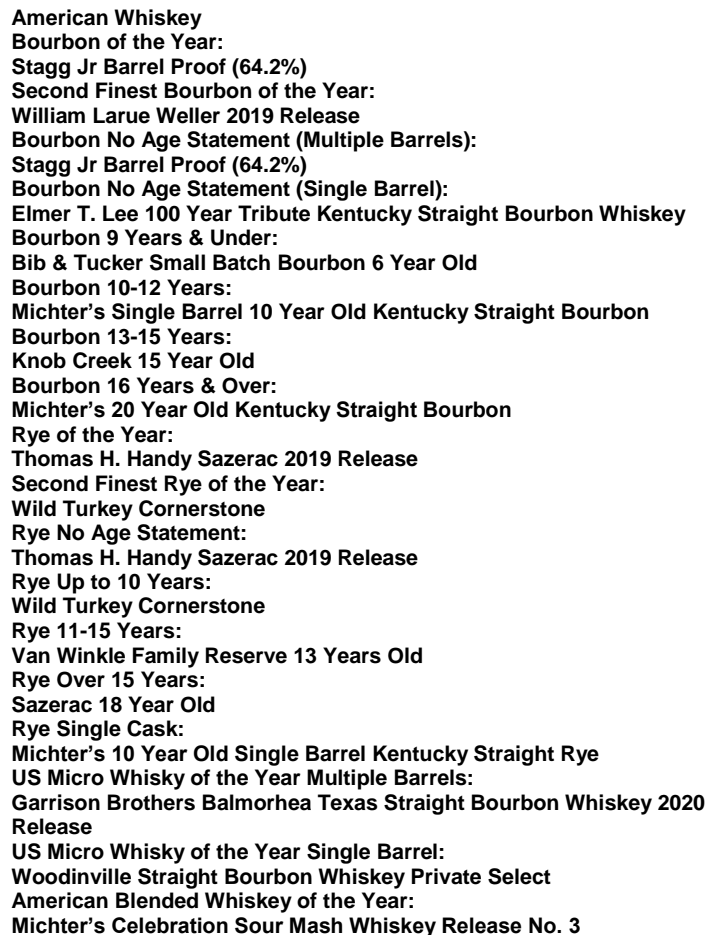 American Whiskey
Bourbon of the Year:
Stagg Jr Barrel Proof (64.2%)
Second Finest Bourbon of the Year:
William Larue Weller 2019 Release
Bourbon No Age Statement (Multiple Barrels):
Stagg Jr Barrel Proof (64.2%)
Bourbon No Age Statement (Single Barrel):
Elmer T. Lee 100 Year Tribute Kentucky Straight Bourbon Whiskey
Bourbon 9 Years & Under:
Bib & Tucker Small Batch Bourbon 6 Year Old
Bourbon 10-12 Years:
Michter’s Single Barrel 10 Year Old Kentucky Straight Bourbon
Bourbon 13-15 Years:
Knob Creek 15 Year Old
Bourbon 16 Years & Over:
Michter’s 20 Year Old Kentucky Straight Bourbon
Rye of the Year:
Thomas H. Handy Sazerac 2019 Release
Second Finest Rye of the Year:
Wild Turkey Cornerstone
Rye No Age Statement:
Thomas H. Handy Sazerac 2019 Release
Rye Up to 10 Years:
Wild Turkey Cornerstone
Rye 11-15 Years:
Van Winkle Family Reserve 13 Years Old
Rye Over 15 Years:
Sazerac 18 Year Old
Rye Single Cask:
Michter’s 10 Year Old Single Barrel Kentucky Straight Rye
US Micro Whisky of the Year Multiple Barrels:
Garrison Brothers Balmorhea Texas Straight Bourbon Whiskey 2020
Release
US Micro Whisky of the Year Single Barrel:
Woodinville Straight Bourbon Whiskey Private Select
American Blended Whiskey of the Year:
Michter’s Celebration Sour Mash Whiskey Release No. 3